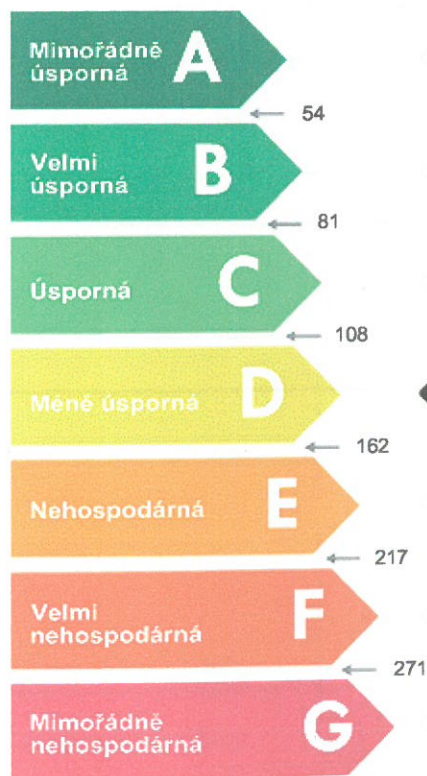 Mimořádně
úsporná
A
54
Velmi
úsporná
B
81
Úsporná
C
108
Méně úsporná
D
162
Nehospodárná
E
217
Velmi
nehospodárná
F
271
Mimořádně
nehospodárná
G